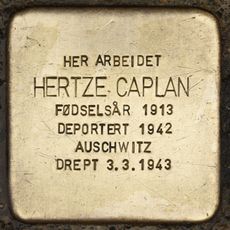 HER ARBEIDET
HERTZE CAPLAN
FØDSELSÅR 1913
DEPORTERT 1942
AUSCHWITZ
DREPT 3.3.1943